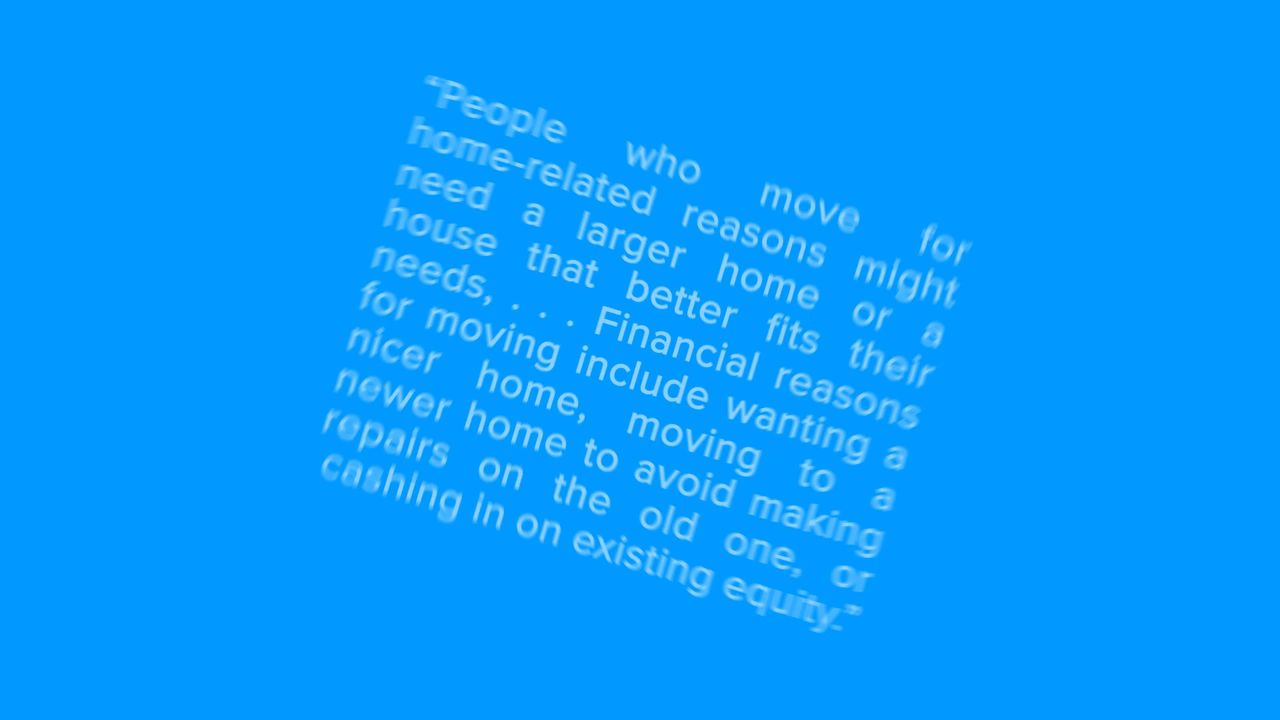 “People who move for
home-related reasons might
need a larger home or a
house that better fits their
needs, . . . Financial reasons
for moving include wanting a
nicer home, moving to a
newer home to avoid making
repairs on the old one, or
cashing in on existing equity.”